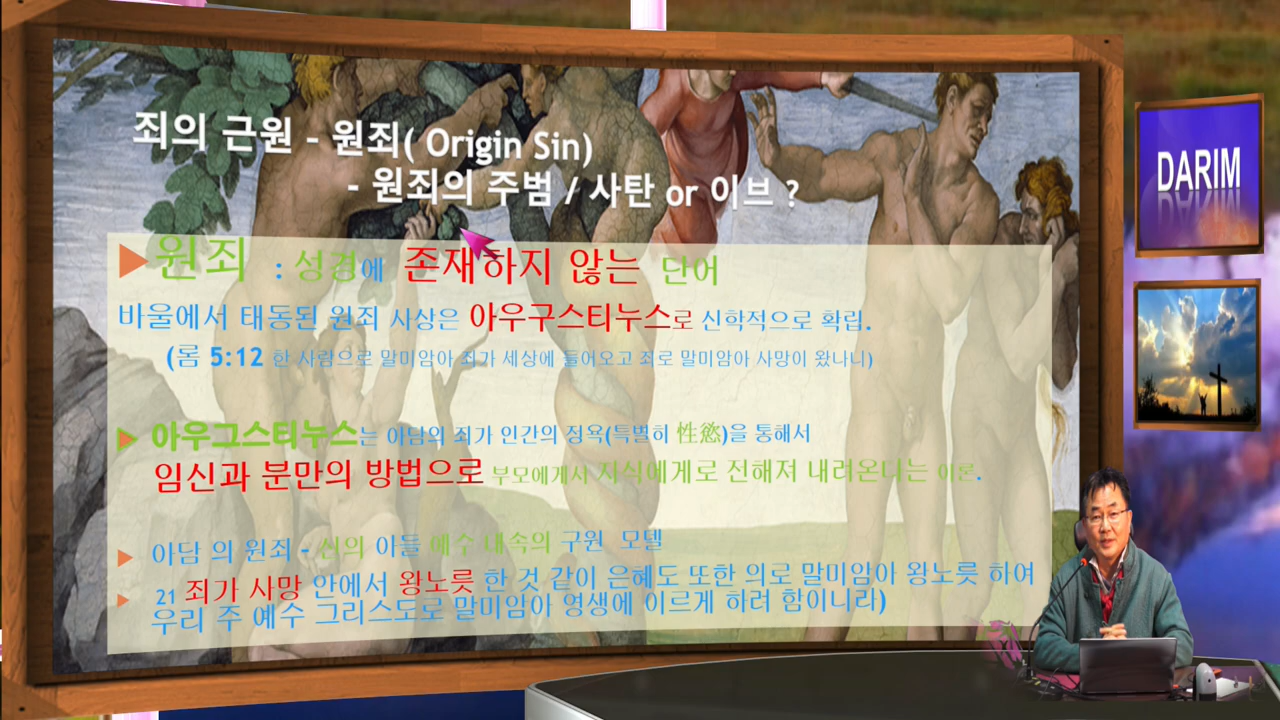 죄의 근원 - 원죄( Origin Sin)
- 원죄의 주범 / 사탄 or 이브 ?
원죄 : 성경에 존재하지 않는 단어
바울에서 태동된 원죄 사상은 아우구스티누스로 신학적으로 확립.
(롬 5:12 한 사람으로 말미암아 죄가 세상에 들어오고 죄로 말미암아 사망이 왔나니)
아우그스티누스는 아담의 죄가 인간의 정욕(특별히 性慾)을 통해서
임신과 분만의 방법으로 부모에게서 자식에게로 전해져 내려온다는 이론.
아담 의 원죄 - 신의 아들 예수 대속의 구원 모델
21 죄가 사망 안에서 왕노릇 한 것 같이 은혜도 또한 의로 말미암아 왕노릇 하여
우리 주 예수 그리스도로 말미암아 영생에 이르게 하려 함이니라)
DARIM